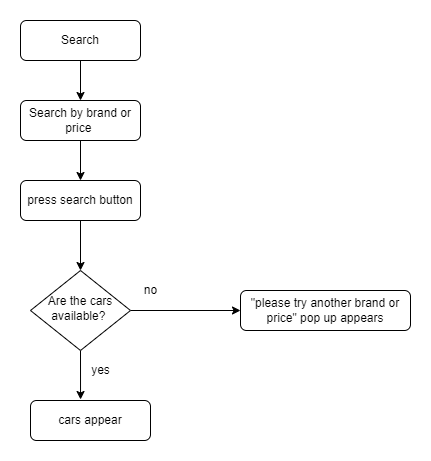 Search
Search by brand or
price
press search button
Are the cars
available?
no
"please try another brand or
price" pop up appears
yes
cars appear